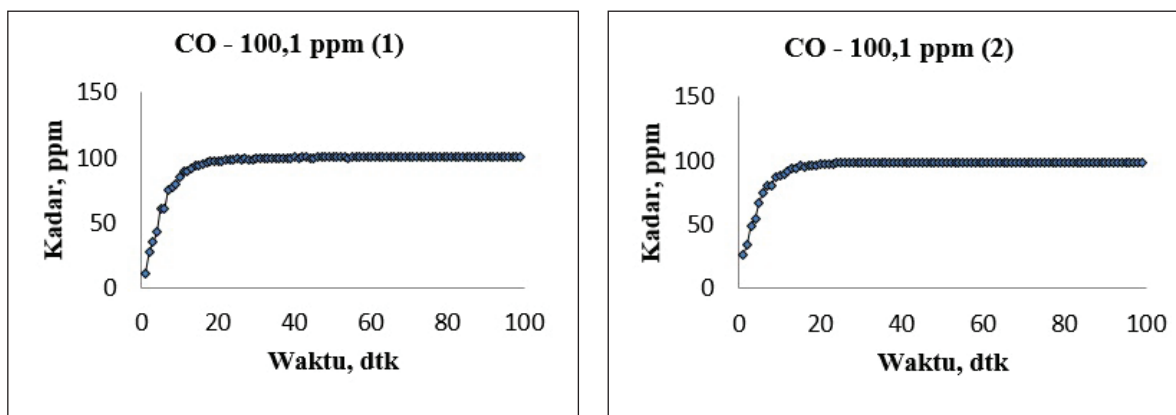 CO - 100,1 ppm (1)
150
100
50
0
Kadar, ppm
0 20 40 60 80 100
Waktu, dtk
CO - 100,1 ppm (2)
150
100
50
0
Kadar, ppm
0 20 40 60 80 100
Waktu, dtk